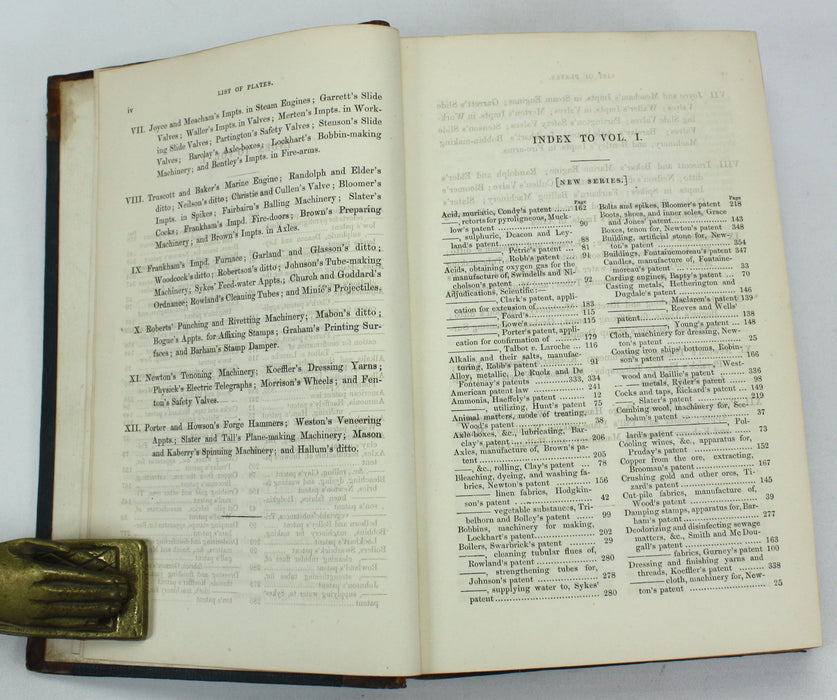 LIST OF PLATES.
iv
VII. Joyce and Meacham's Impts. in Steam Engines; Garrett's Slide
Valves; Waller's Impts. in Valves; Merten's Impts. in Work-
ing Slide Valves; Partington's Safety Valves; Stenson's Slide
Valves; Barclay's Axle-boxes; Lockhart's Bobbin-making
Machinery; and Bentley's Impts. in Fire-arms.
VIII. Truscott and Baker's Marine Engine; Randolph and Elder's
ditto; Neilson's ditto; Christie and Cullen's Valve; Bloomer's
Impts. in Spikes; Fairbairn's Balling Machinery; Slater's
Cocks; Frankham's Impd. Fire-doors; Brown's Preparing
Machinery; and Brown's Impts. in Axles.
IX. Frankham's Impd. Furnace; Garland and Glasson's ditto;
Woodcock's ditto; Robertson's ditto; Johnson's Tube-making
Machinery; Sykes' Feed-water Appts.; Church and Goddard's
Ordnance; Rowland's Cleaning Tubes; and Minié's Projectiles.
X. Roberts' Punching and Rivetting Machinery; Mabon's ditto;
Bogue's Appts. for Affixing Stamps; Graham's Printing Sur-
faces; and Barham's Stamp Damper.
XI. Newton's Tenoning Machinery; Koeffler's Dressing Yarns;
Physick's Electric Telegraphs; Morrison's Wheels; and Fen-
ton's Safety Valves.
XII. Porter and Howson's Forge Hammers; Weston's Veneering
Appts.; Slater and Tall's Plane-making Machinery; Mason
and Kaberry's Spinning Machinery; and Hallum's ditto.
INDEX TO VOL. I.
[NEW SERIES.]
Page
Acid, muriatic, Condy's patent ... 162
——, retorts for pyroligneous, Muck-
low's patent ... 90
——, sulphuric, Deacon and Ley-
land's patent ... 88
——, Petrie's patent ... 81
——, Robb's patent ... 91
Acids, obtaining oxygen gas for the
manufacture of, Swindells and Ni-
cholson's patent ... 92
Adjudications, Scientific:—
——, Clark's patent, appli-
cation for extension of ... 183
——, Foard's ... 115
——, Lowe's ... 115
——, Porter's patent, appli-
cation for confirmation of ... 179
——, Talbot v. Laroche ... 116
Alkalis and their salts, manufac-
turing, Robb's patent ... 91
Alloy, metallic, De Ruolz and De
Fontenay's patents ... 333, 334
American patent law ... 241
Ammonia, Haeffely's patent ... 12
——, utilizing, Hunt's patent 75
Animal matters, mode of treating,
Wood's patent ... 38
Axle-boxes, &c., lubricating, Bar-
clay's patent ... 206
Axles, manufacture of, Brown's pa-
tent ... 205
——, &c., rolling, Clay's patent ... 78
Bleaching, dyeing, and washing fa-
brics, Newton's patent ... 156
—— linen fabrics, Hodgkin-
son's patent ... 42
—— vegetable substances, Tri-
belhorn and Bolley's patent ... 99
Bobbins, machinery for making,
Lockhart's patent ... 202
Boilers, Swarbrick's patent ... 29
——, cleaning tubular flues of,
Rowland's patent ... 280
——, strengthening tubes for,
Johnson's patent ... 278
——, supplying water to, Sykes'
patent ... 280
Page
Bolts and spikes, Bloomer's patent 218
Boots, shoes, and inner soles, Grace
and Jones' patent ... 143
Boxes, tenon for, Newton's patent 348
Building, artificial stone for, New-
ton's patent ... 354
Buildings, Fontainemoreau's patent 347
Candles, manufacture of, Fontaine-
moreau's patent ... 33
Carding engines, Bapty's patent ... 70
Casting metals, Hetherington and
Dugdale's patent ... 146
——, Maclaren's patent 139
——, Reeves and Wells'
patent ... 138
——, Young's patent ... 148
Cloth, machinery for dressing, New-
ton's patent ... 25
Coating iron ships' bottoms, Robin-
son's patent ... 166
——, West-
wood and Baillie's patent ... 336
—— metals, Ryder's patent ... 98
Cocks and taps, Rickard's patent ... 149
——, Slater's patent ... 219
Combing wool, machinery for, See-
bohm's patent ... 37
——, Pol-
lard's patent ... 73
Cooling wines, &c., apparatus for,
Pruday's patent ... 152
Copper from the ore, extracting,
Brooman's patent ... 167
Crushing gold and other ores, Ti-
zard's patent ... 145
Cut-pile fabrics, manufacture of,
Wood's patent ... 39
Damping stamps, apparatus for, Bar-
ham's patent ... 277
Deodorizing and disinfecting sewage
matters, &c., Smith and Mc Dou-
gall's patent ... 163
—— fabrics, Gurney's patent 100
Dressing and finishing yarns and
threads, Koeffler's patent ... 338
—— cloth, machinery for, New-
ton's patent ... 25